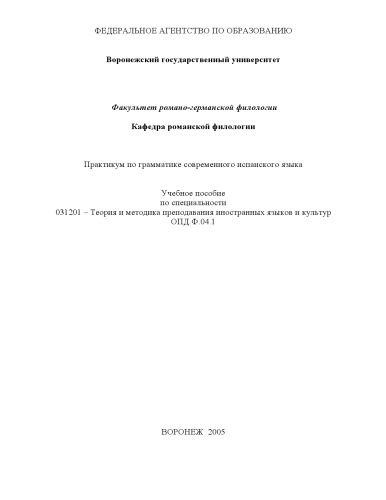 ФЕДЕРАЛЬНОЕ АГЕНТСТВО ПО ОБРАЗОВАНИЮ
Воронежский государственный университет
Факультет романо-германской филологии
Кафедра романской филологии
Практикум по грамматике современного испанского языка
Учебное пособие
по специальности
031201 – Теория и методика преподавания иностранных языков и культур
ОПД.Ф.04.1
ВОРОНЕЖ 2005